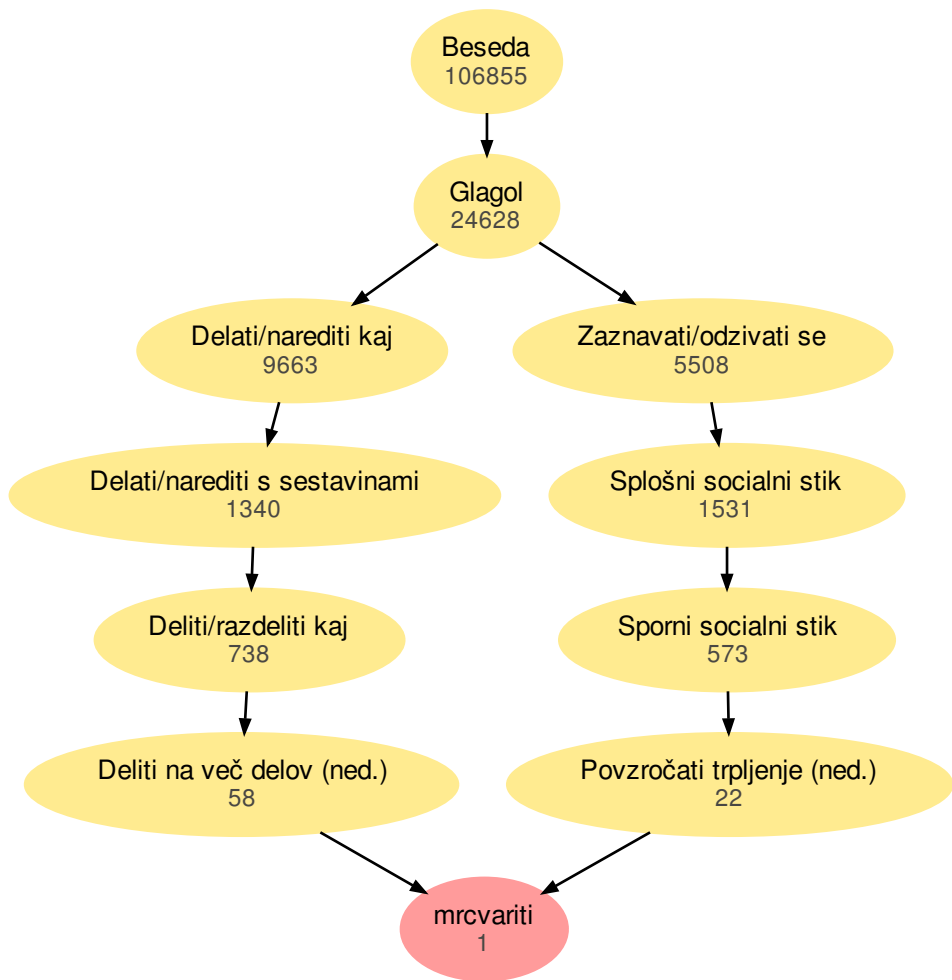 Beseda
106855
Glagol
24628
Delati/narediti kaj
9663
Zaznavati/odzivati se
5508
Delati/narediti s sestavinami
1340
Splošni socialni stik
1531
Deliti/razdeliti kaj
738
Sporni socialni stik
573
Deliti na več delov (ned.)
58
Povzročati trpljenje (ned.)
22
mrcvariti
1